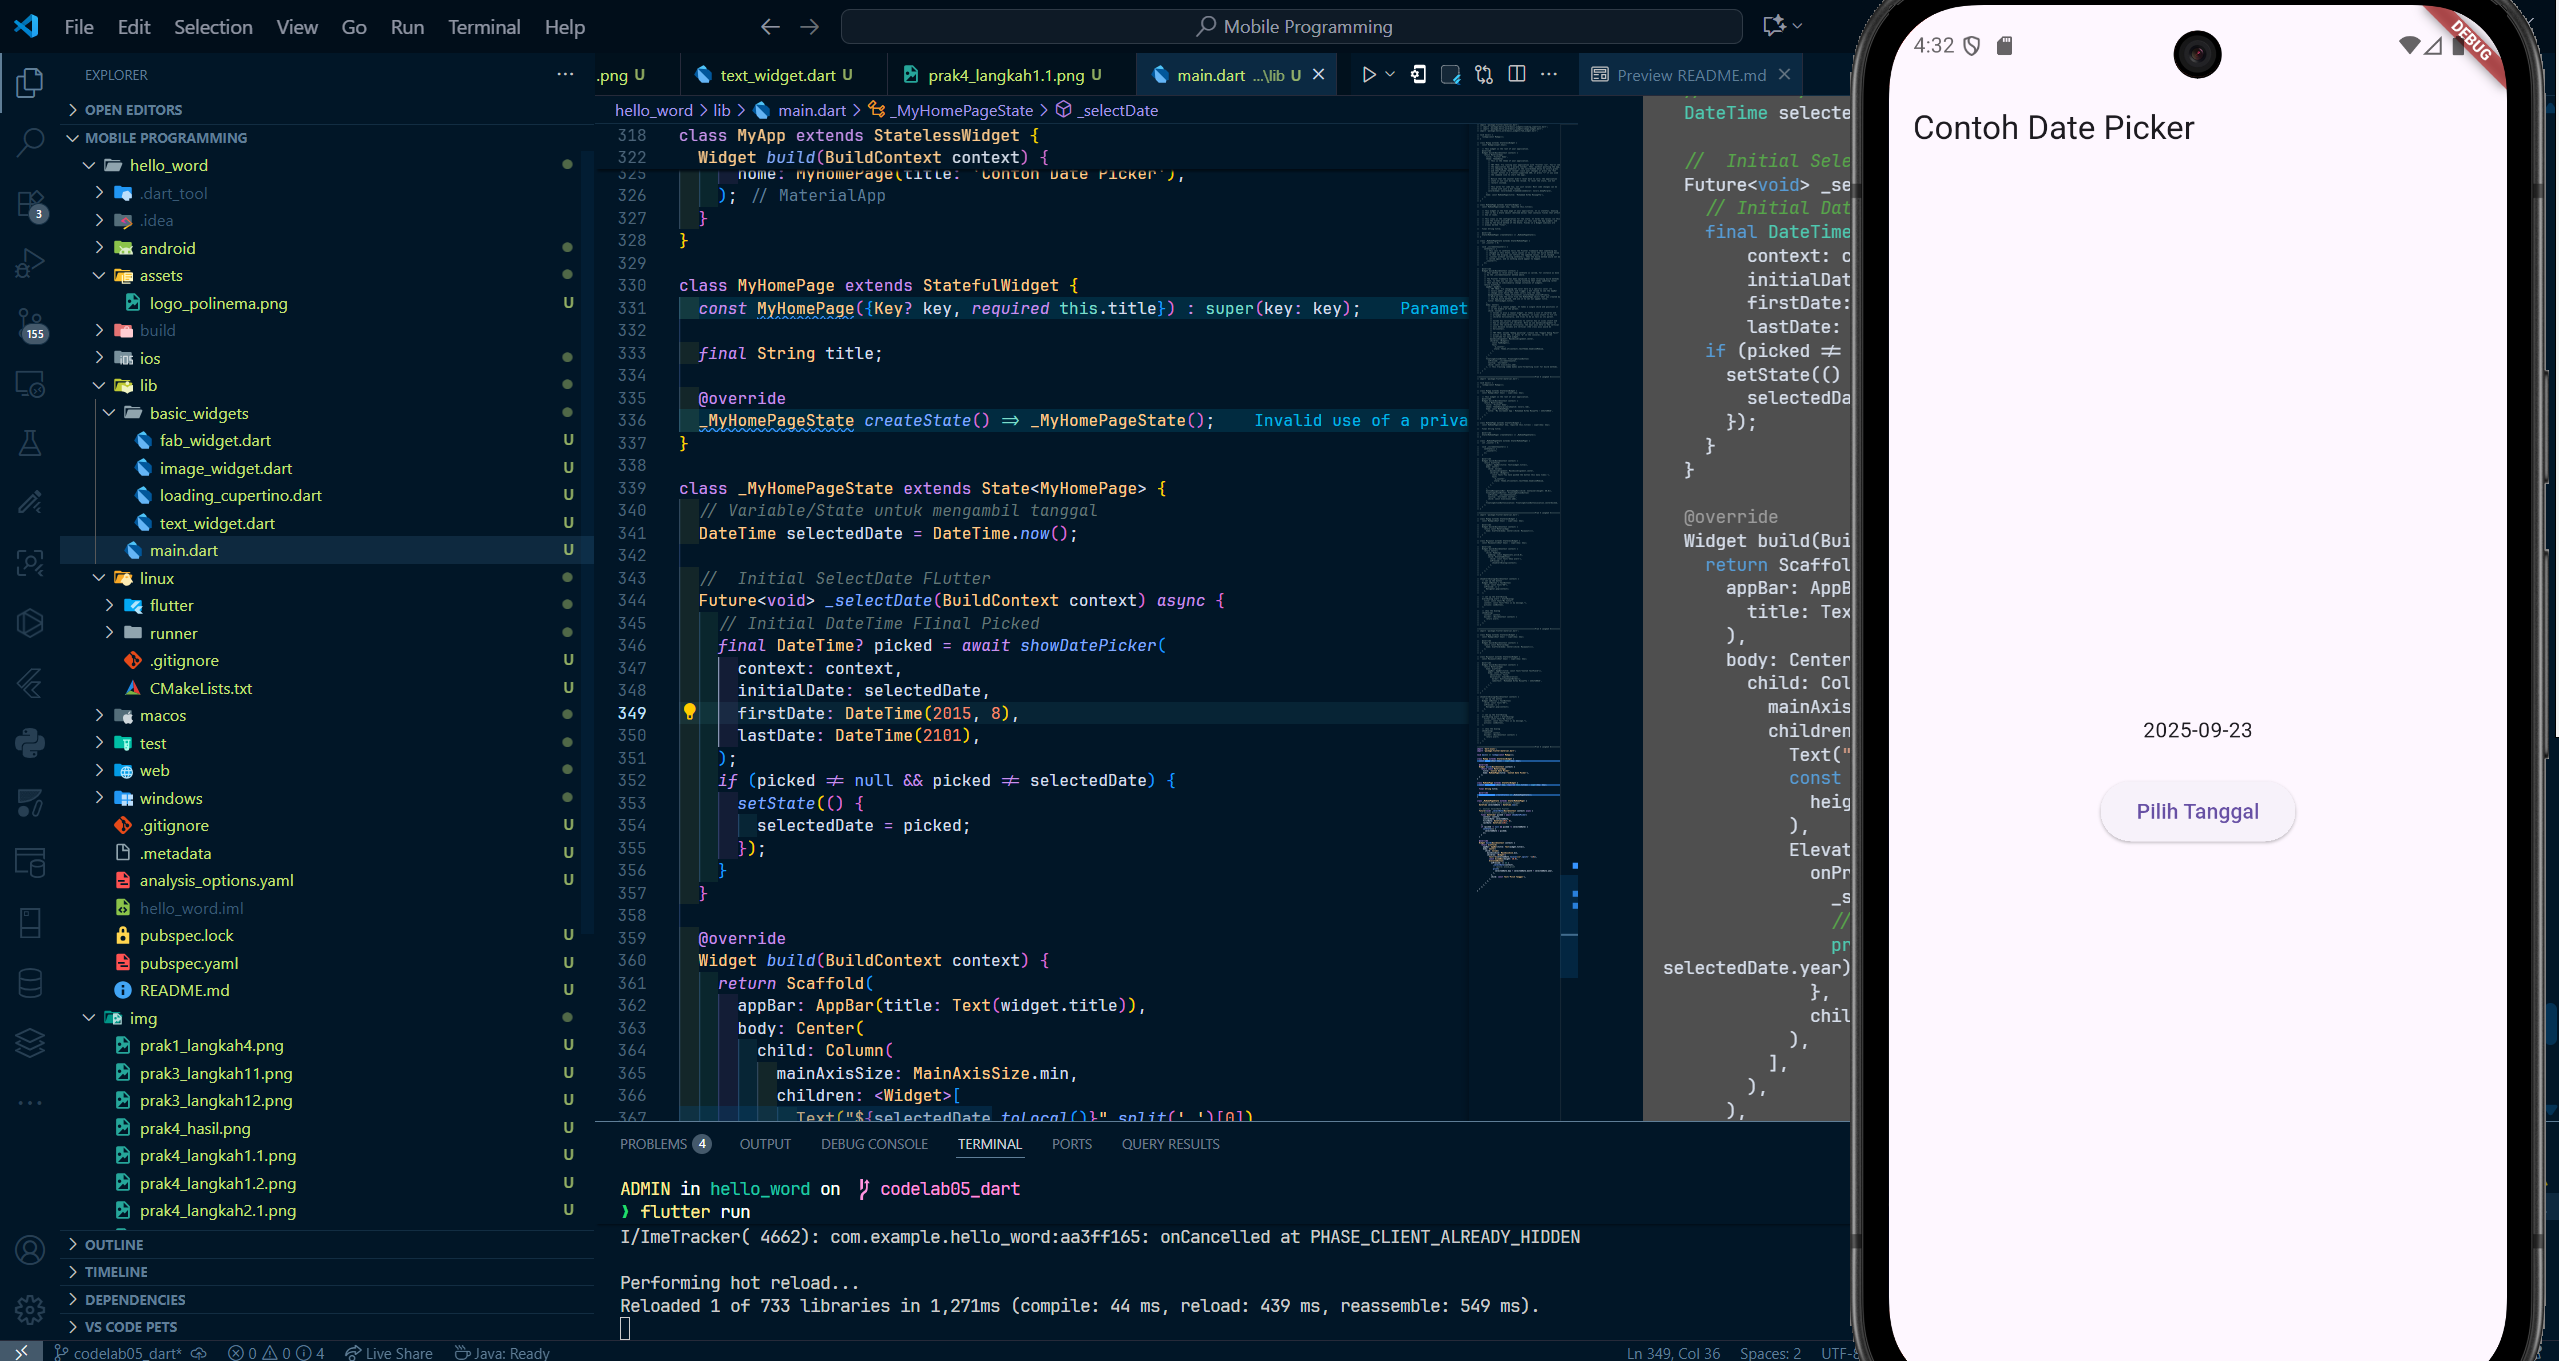 File Edit Selection View Go Run Terminal Help
Mobile Programming
EXPLORER
OPEN EDITORS
MOBILE PROGRAMMING
hello_word
.dart_tool
.idea
android
assets
logo_polinema.png U
build
ios
lib
basic_widgets
fab_widget.dart U
image_widget.dart U
loading_cupertino.dart U
text_widget.dart U
main.dart U
linux
flutter
runner
.gitignore U
CMakeLists.txt U
macos
test
web
windows
.gitignore U
.metadata U
analysis_options.yaml U
hello_word.iml
pubspec.lock U
pubspec.yaml U
README.md U
img
prak1_langkah4.png U
prak3_langkah11.png U
prak3_langkah12.png U
prak4_hasil.png U
prak4_langkah1.1.png U
prak4_langkah1.2.png U
prak4_langkah2.1.png U
OUTLINE
TIMELINE
DEPENDENCIES
VS CODE PETS
3
155
.png U
text_widget.dart U
prak4_langkah1.1.png U
main.dart ...\lib U
Preview README.md
hello_word > lib > main.dart > _MyHomePageState > _selectDate
318 class MyApp extends StatelessWidget {
322 Widget build(BuildContext context) {
325 home: MyHomePage(title: 'Contoh Date Picker'),
326 ); // MaterialApp
327 }
328 }
329
330 class MyHomePage extends StatefulWidget {
331 const MyHomePage({Key? key, required this.title}) : super(key: key); Paramet
332
333 final String title;
334
335 @override
336 _MyHomePageState createState() => _MyHomePageState(); Invalid use of a priva
337 }
338
339 class _MyHomePageState extends State<MyHomePage> {
340 // Variable/State untuk mengambil tanggal
341 DateTime selectedDate = DateTime.now();
342
343 //  Initial SelectDate FLutter
344 Future<void> _selectDate(BuildContext context) async {
345 // Initial DateTime FIinal Picked
346 final DateTime? picked = await showDatePicker(
347 context: context,
348 initialDate: selectedDate,
349 firstDate: DateTime(2015, 8),
350 lastDate: DateTime(2101),
351 );
352 if (picked != null && picked != selectedDate) {
353 setState(() {
354 selectedDate = picked;
355 });
356 }
357 }
358
359 @override
360 Widget build(BuildContext context) {
361 return Scaffold(
362 appBar: AppBar(title: Text(widget.title)),
363 body: Center(
364 child: Column(
365 mainAxisSize: MainAxisSize.min,
366 children: <Widget>[
367 Text("${selectedDate.toLocal()}".split(' ')[0])
DateTime selecte
//  Initial Sele
Future<void> _se
// Initial Dat
final DateTime
context: c
initialDat
firstDate:
lastDate:
if (picked !=
setState(()
selectedDa
});
}
}
@override
Widget build(Bui
return Scaffol
appBar: AppB
title: Tex
),
body: Center
child: Col
mainAxis
children
Text("
const
heig
),
Elevat
onPr
_s
//
pr
selectedDate.year)
},
chil
),
],
),
),
PROBLEMS 4 OUTPUT DEBUG CONSOLE TERMINAL PORTS QUERY RESULTS
ADMIN in hello_word on codelab05_dart
❯ flutter run
I/ImeTracker( 4662): com.example.hello_word:aa3ff165: onCancelled at PHASE_CLIENT_ALREADY_HIDDEN
Performing hot reload...
Reloaded 1 of 733 libraries in 1,271ms (compile: 44 ms, reload: 439 ms, reassemble: 549 ms).
codelab05_dart* 0 0 4 Live Share Java: Ready
Ln 349, Col 36 Spaces: 2 UTF-8
4:32
DEBUG
Contoh Date Picker
2025-09-23
Pilih Tanggal